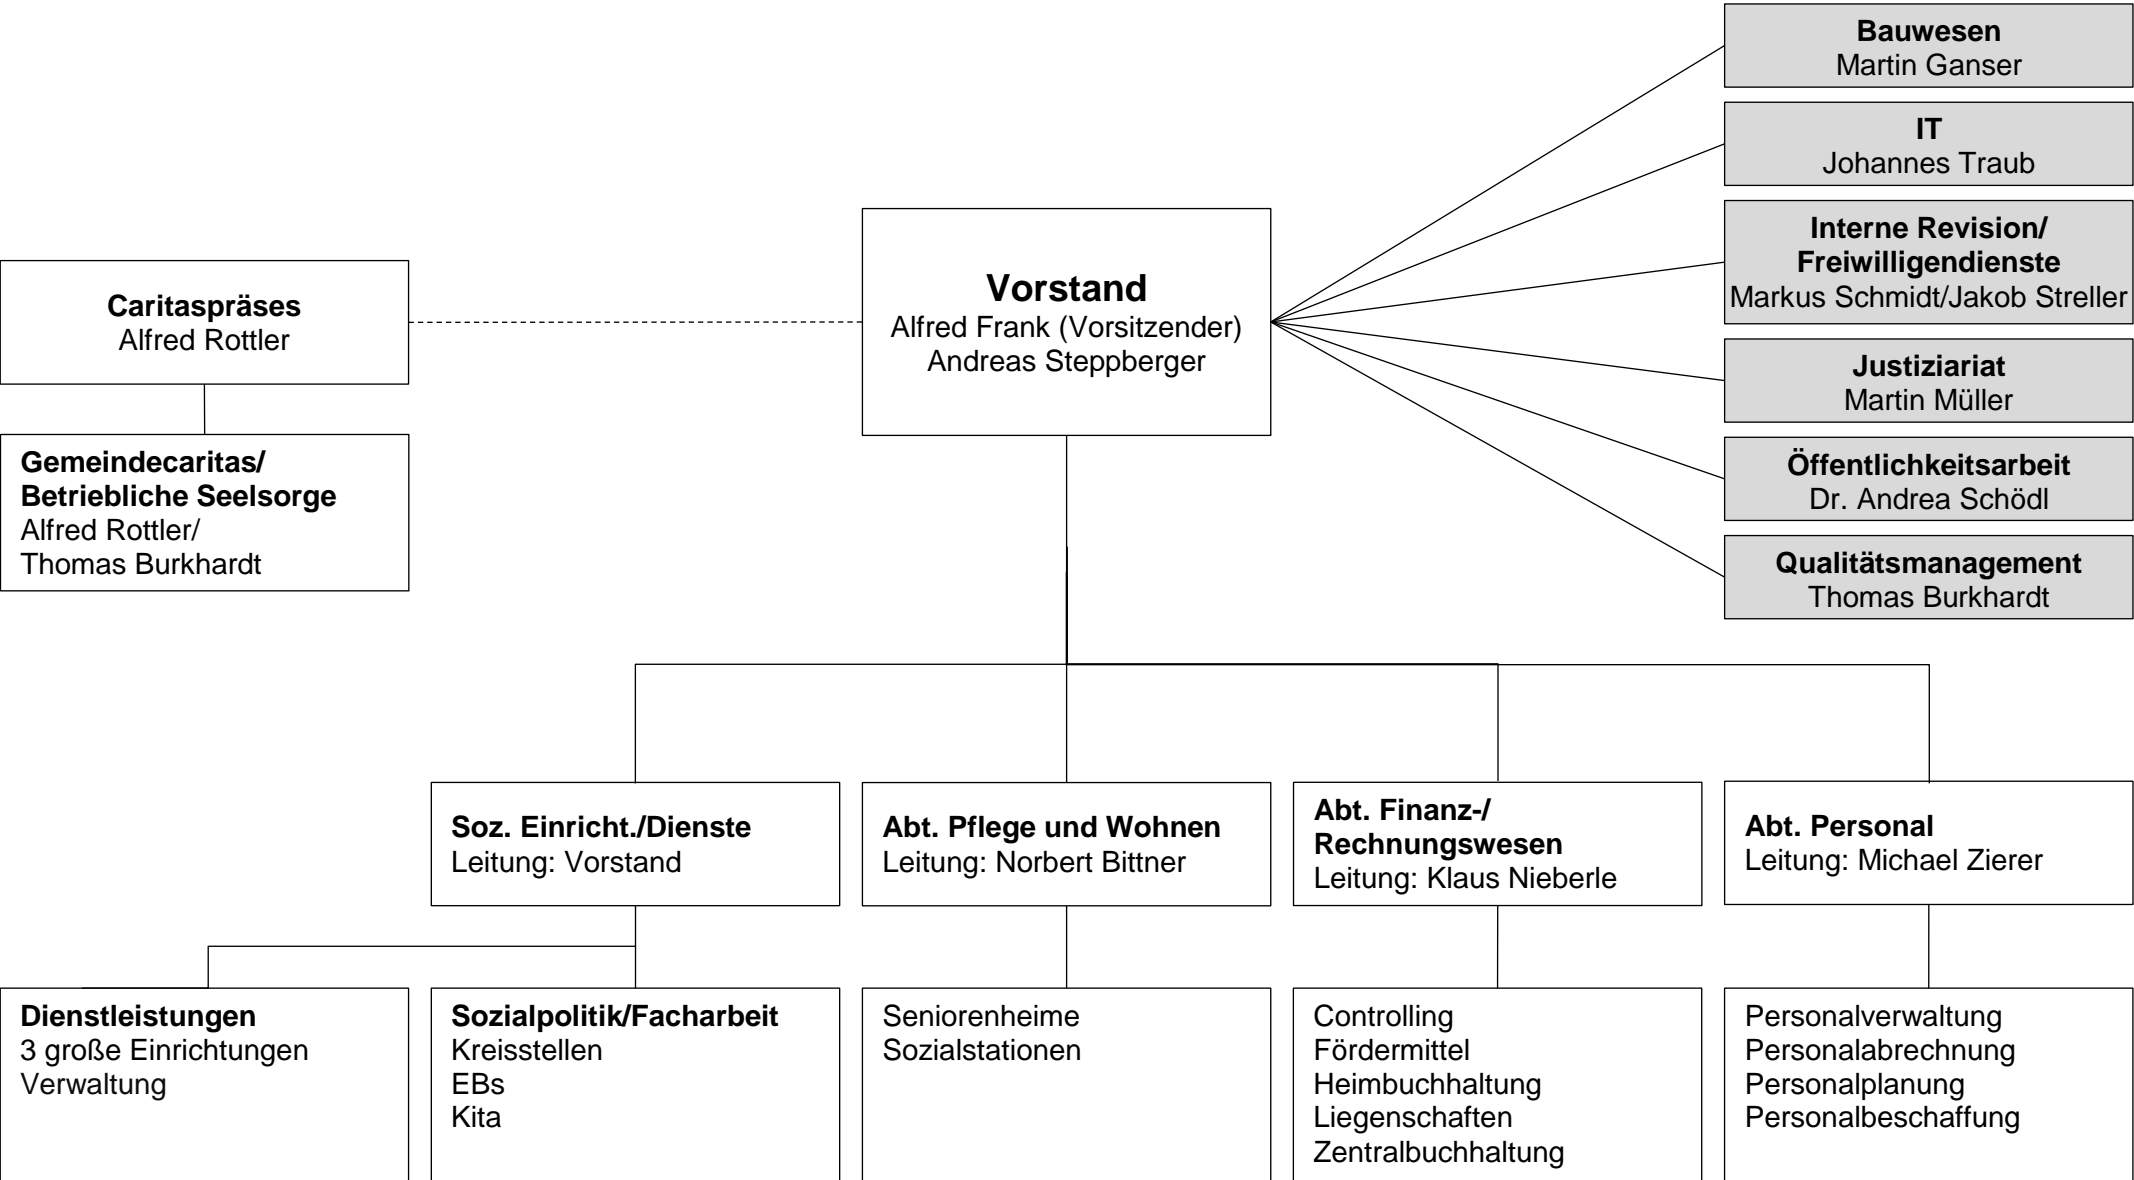 Bauwesen
Martin Ganser
IT
Johannes Traub
Interne Revision/
Freiwilligendienste
Markus Schmidt/Jakob Streller
Justiziariat
Martin Müller
Öffentlichkeitsarbeit
Dr. Andrea Schödl
Qualitätsmanagement
Thomas Burkhardt
Vorstand
Alfred Frank (Vorsitzender)
Andreas Steppberger
Caritaspräses
Alfred Rottler
Gemeindecaritas/
Betriebliche Seelsorge
Alfred Rottler/
Thomas Burkhardt
Soz. Einricht./Dienste
Leitung: Vorstand
Abt. Pflege und Wohnen
Leitung: Norbert Bittner
Abt. Finanz-/
Rechnungswesen
Leitung: Klaus Nieberle
Abt. Personal
Leitung: Michael Zierer
Dienstleistungen
3 große Einrichtungen
Verwaltung
Sozialpolitik/Facharbeit
Kreisstellen
EBs
Kita
Seniorenheime
Sozialstationen
Controlling
Fördermittel
Heimbuchhaltung
Liegenschaften
Zentralbuchhaltung
Personalverwaltung
Personalabrechnung
Personalplanung
Personalbeschaffung